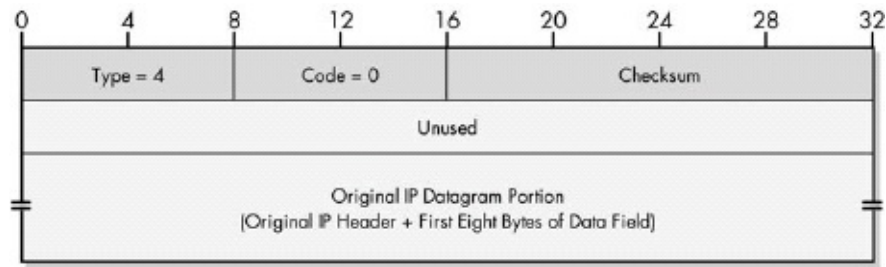 0 4 8 12 16 20 24 28 32
Type = 4 Code = 0 Checksum
Unused
Original IP Datagram Portion
(Original IP Header + First Eight Bytes of Data Field)